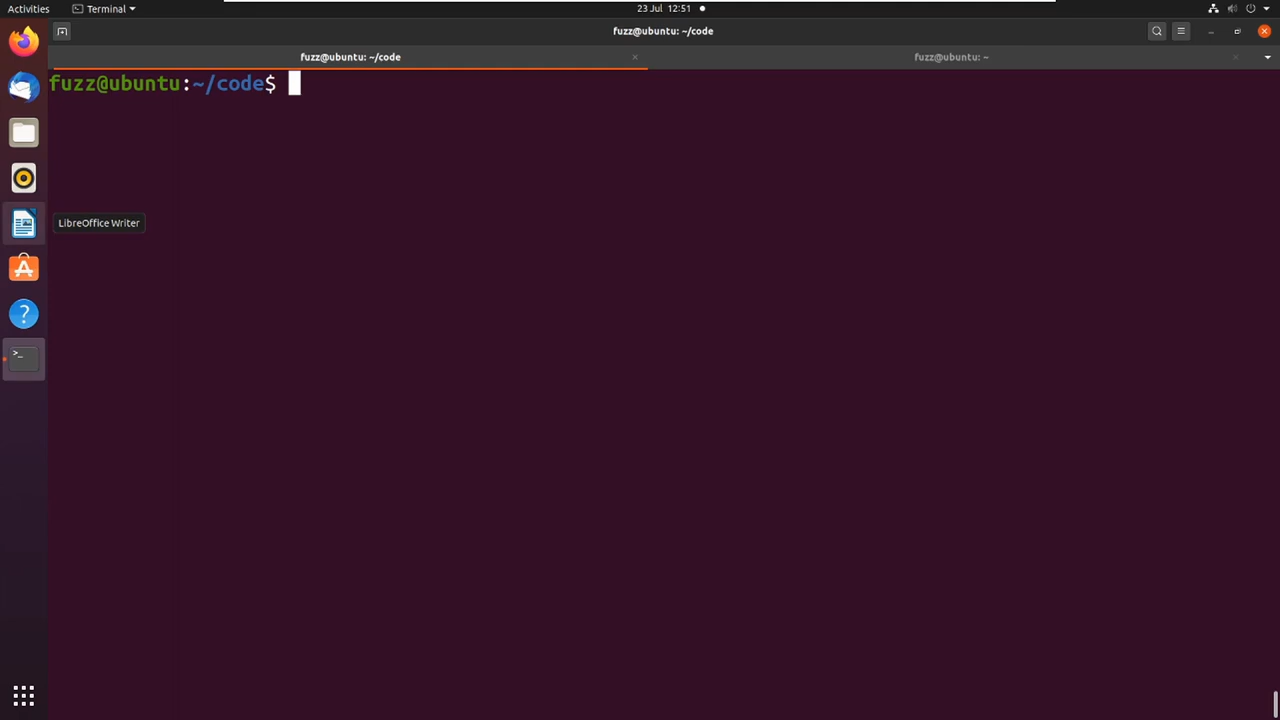 Activities
Terminal
23 Jul 12:51
fuzz@ubuntu: ~/code
fuzz@ubuntu: ~/code
fuzz@ubuntu: ~
fuzz@ubuntu:~/code$
LibreOffice Writer